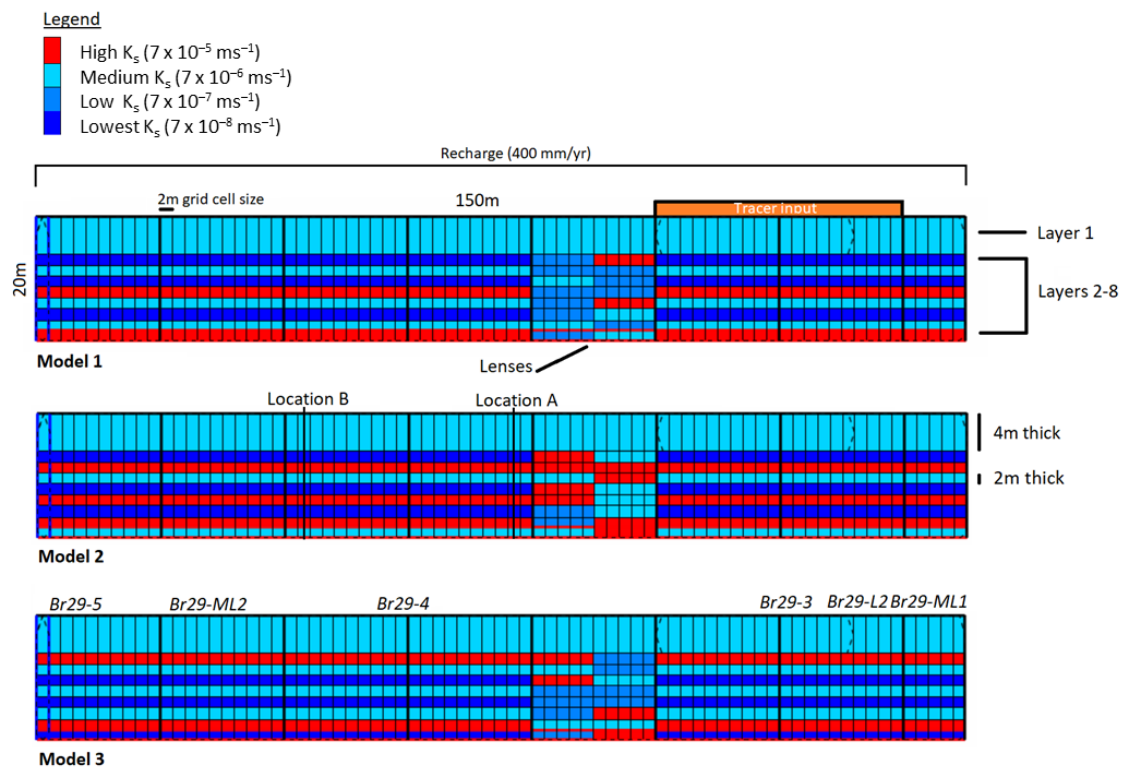 Legend
High Kₛ (7 x 10⁻⁵ ms⁻¹)
Medium Kₛ (7 x 10⁻⁶ ms⁻¹)
Low Kₛ (7 x 10⁻⁷ ms⁻¹)
Lowest Kₛ (7 x 10⁻⁸ ms⁻¹)
Recharge (400 mm/yr)
2m grid cell size
150m
Tracer input
20m
Layer 1
Layers 2-8
Model 1
Lenses
Location B
Location A
4m thick
2m thick
Model 2
Br29-5
Br29-ML2
Br29-4
Br29-3
Br29-L2
Br29-ML1
Model 3